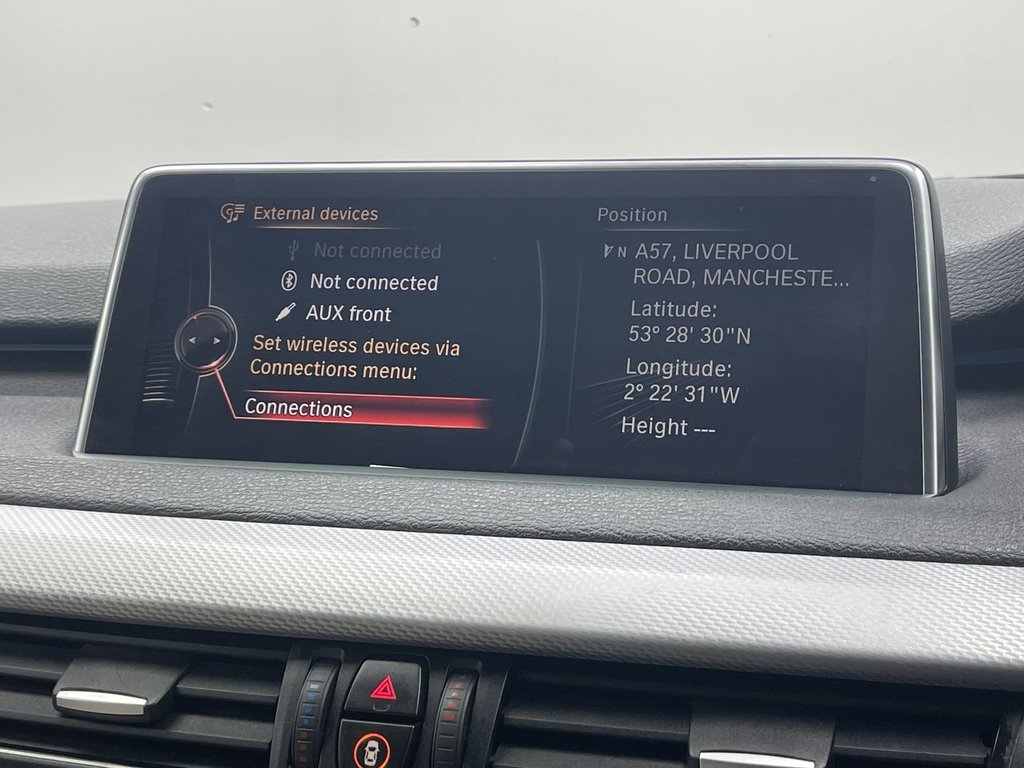 External devices
Not connected
Not connected
AUX front
Set wireless devices via
Connections menu:
Connections
Position
N A57, LIVERPOOL
ROAD, MANCHESTE...
Latitude:
53° 28' 30"N
Longitude:
2° 22' 31"W
Height ---